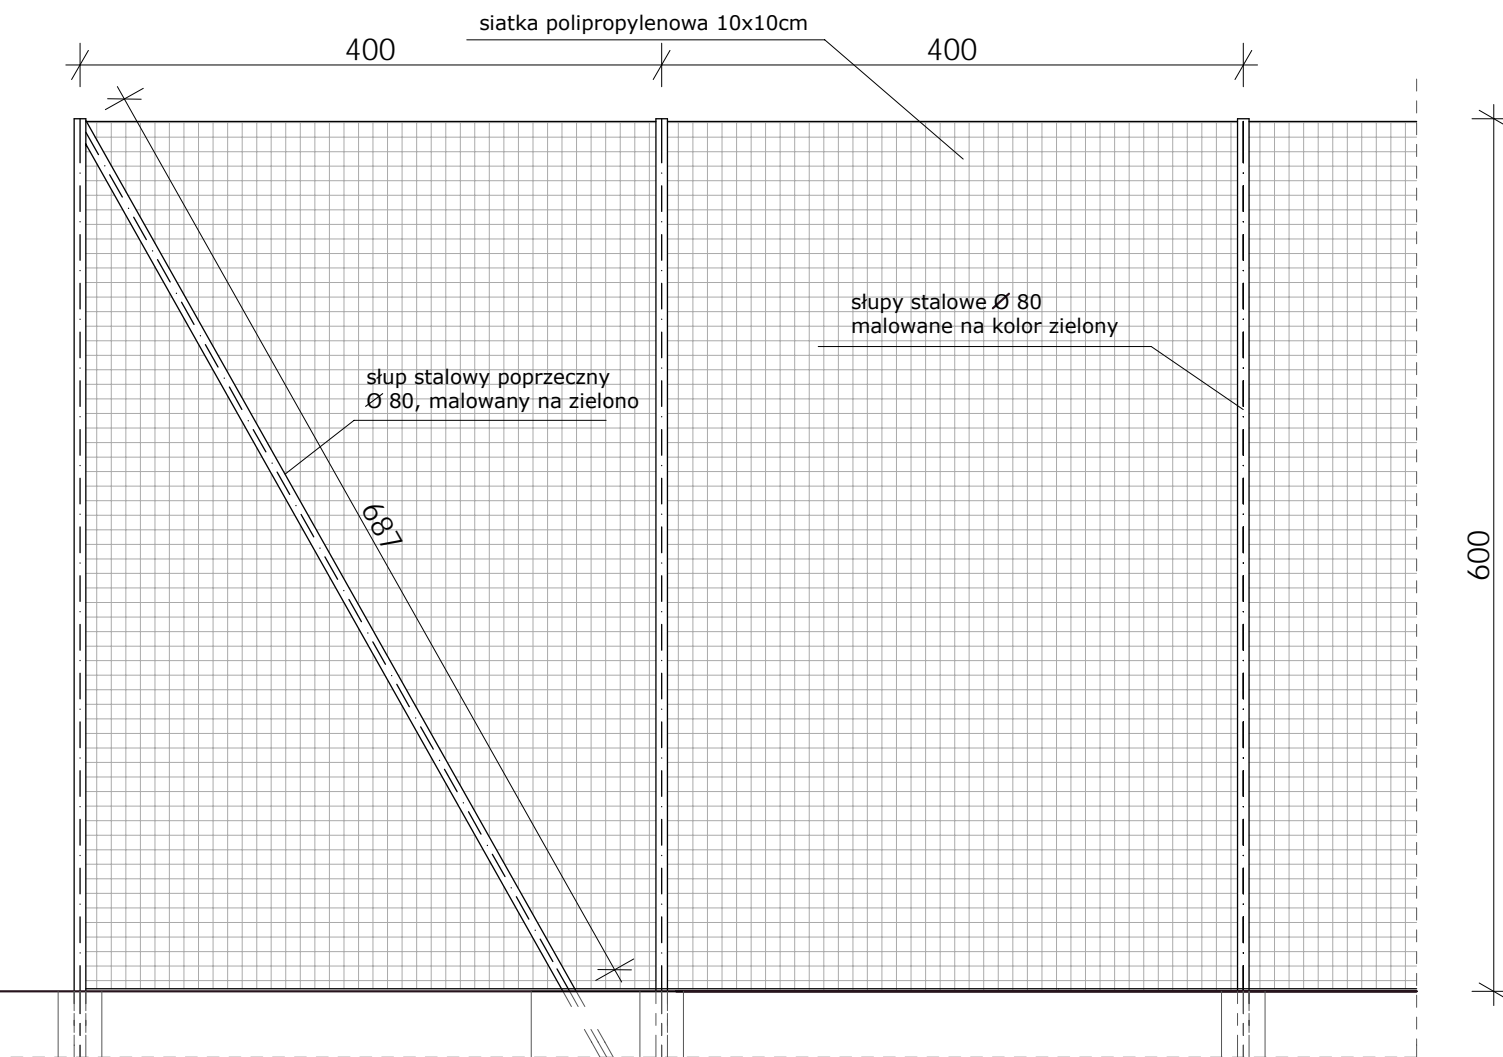 siatka polipropylenowa 10x10cm
400
400
słupy stalowe Ø 80
malowane na kolor zielony
słup stalowy poprzeczny
Ø 80, malowany na zielono
687
600